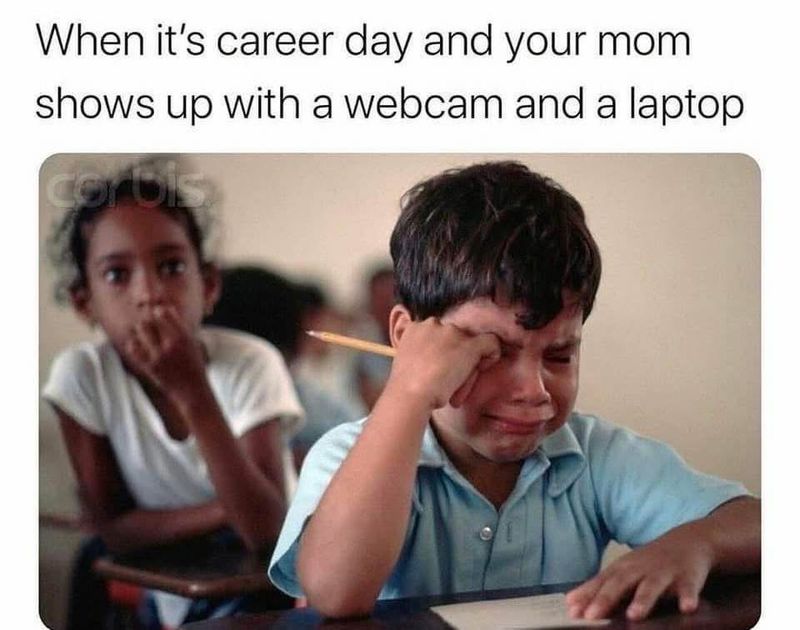 When it's career day and your mom
shows up with a webcam and a laptop
corbis.